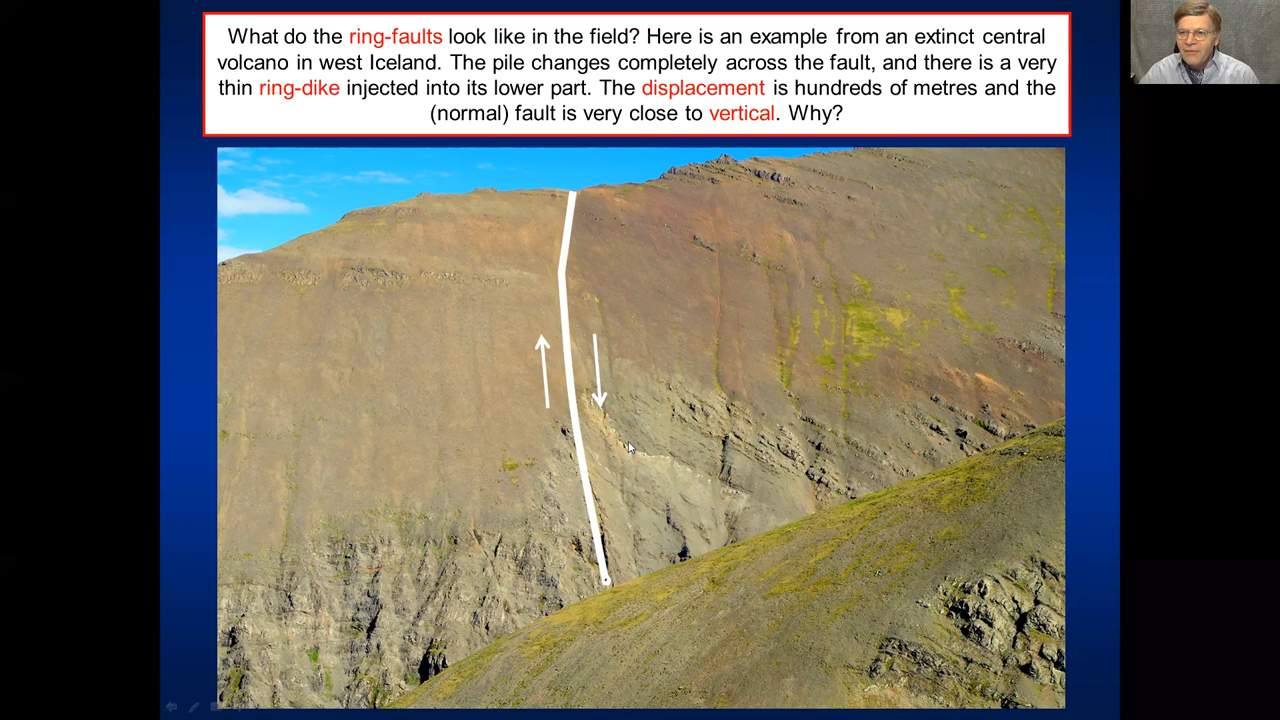 What do the ring-faults look like in the field? Here is an example from an extinct central
volcano in west Iceland. The pile changes completely across the fault, and there is a very
thin ring-dike injected into its lower part. The displacement is hundreds of metres and the
(normal) fault is very close to vertical. Why?